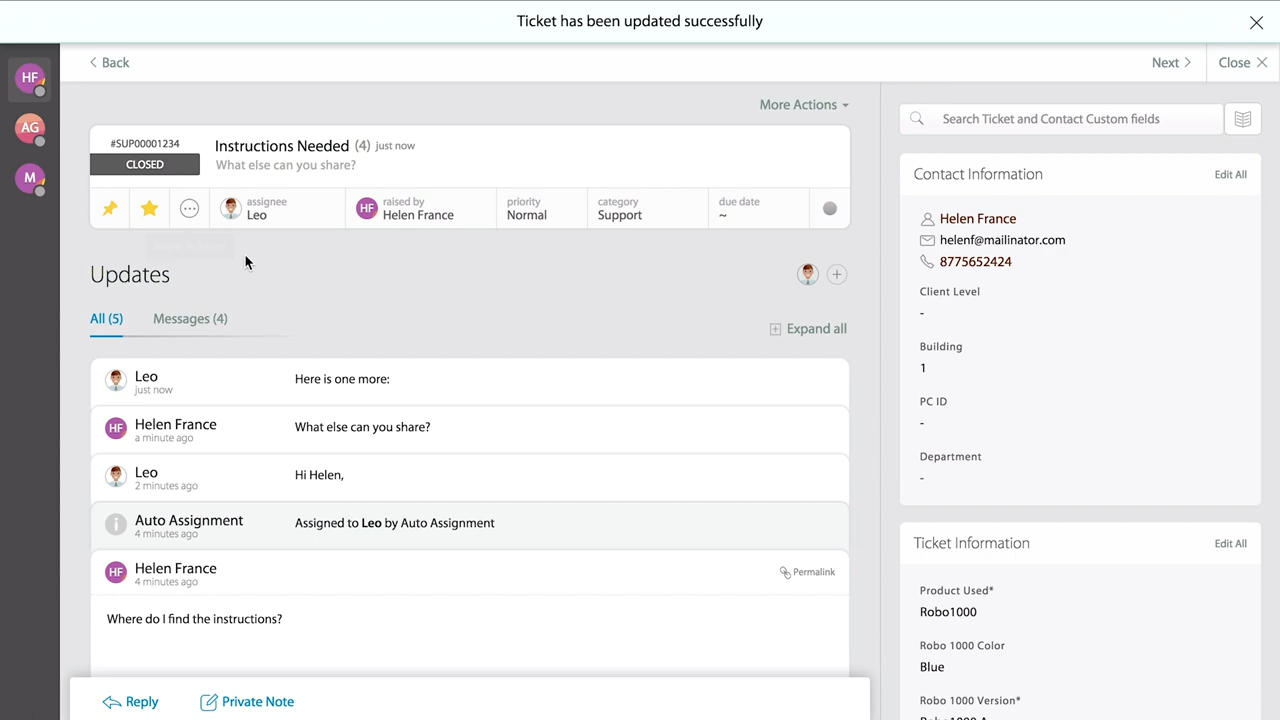 Ticket has been updated successfully
HF
AG
M
Back
Next
Close
More Actions
#SUP00001234
CLOSED
Instructions Needed (4) just now
What else can you share?
assignee
Leo
HF
raised by
Helen France
priority
Normal
category
Support
due date
~
Updates
All (5)
Messages (4)
Expand all
Leo
just now
Here is one more:
HF
Helen France
a minute ago
What else can you share?
Leo
2 minutes ago
Hi Helen,
Auto Assignment
4 minutes ago
Assigned to Leo by Auto Assignment
HF
Helen France
4 minutes ago
Permalink
Where do I find the instructions?
Reply
Private Note
Search Ticket and Contact Custom fields
Contact Information
Edit All
Helen France
helenf@mailinator.com
8775652424
Client Level
-
Building
1
PC ID
-
Department
-
Ticket Information
Edit All
Product Used*
Robo1000
Robo 1000 Color
Blue
Robo 1000 Version*